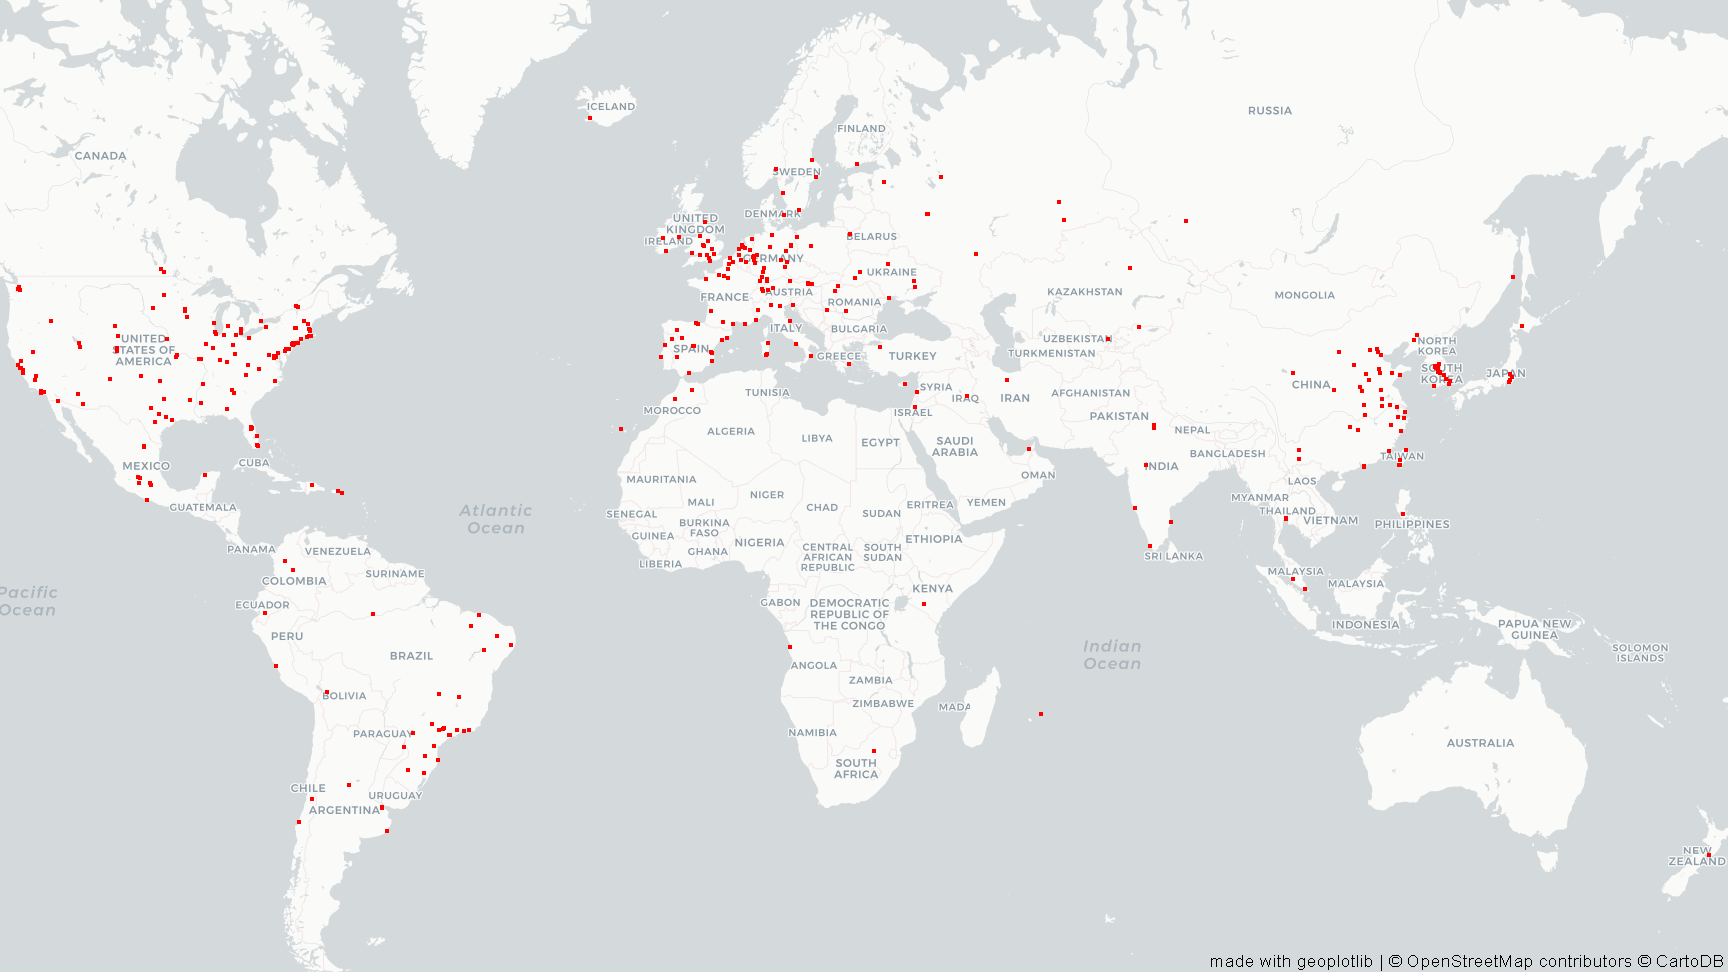 ICELAND
RUSSIA
FINLAND
CANADA
SWEDEN
DENMARK
UNITED
KINGDOM
IRELAND
BELARUS
GERMANY
UKRAINE
KAZAKHSTAN
MONGOLIA
FRANCE
AUSTRIA
ROMANIA
ITALY
BULGARIA
UNITED
STATES OF
AMERICA
SPAIN
GREECE
TURKEY
UZBEKISTAN
TURKMENISTAN
NORTH
KOREA
SOUTH
KOREA
JAPAN
CHINA
TUNISIA
SYRIA
IRAQ
IRAN
AFGHANISTAN
MOROCCO
ISRAEL
PAKISTAN
ALGERIA
LIBYA
EGYPT
SAUDI
ARABIA
NEPAL
BANGLADESH
TAIWAN
MEXICO
CUBA
INDIA
OMAN
MAURITANIA
LAOS
MYANMAR
GUATEMALA
MALI
NIGER
CHAD
SUDAN
ERITREA
YEMEN
THAILAND
VIETNAM
PHILIPPINES
Atlantic
Ocean
SENEGAL
BURKINA
FASO
GUINEA
GHANA
NIGERIA
LIBERIA
CENTRAL
AFRICAN
REPUBLIC
SOUTH
SUDAN
ETHIOPIA
SRI LANKA
PANAMA
VENEZUELA
COLOMBIA
SURINAME
MALAYSIA
MALAYSIA
Pacific
Ocean
ECUADOR
GABON
DEMOCRATIC
REPUBLIC OF
THE CONGO
KENYA
INDONESIA
PAPUA NEW
GUINEA
PERU
BRAZIL
Indian
Ocean
SOLOMON
ISLANDS
ANGOLA
BOLIVIA
ZAMBIA
ZIMBABWE
MADA
PARAGUAY
NAMIBIA
AUSTRALIA
SOUTH
AFRICA
CHILE
URUGUAY
ARGENTINA
NEW
ZEALAND
made with geoplotlib | © OpenStreetMap contributors © CartoDB